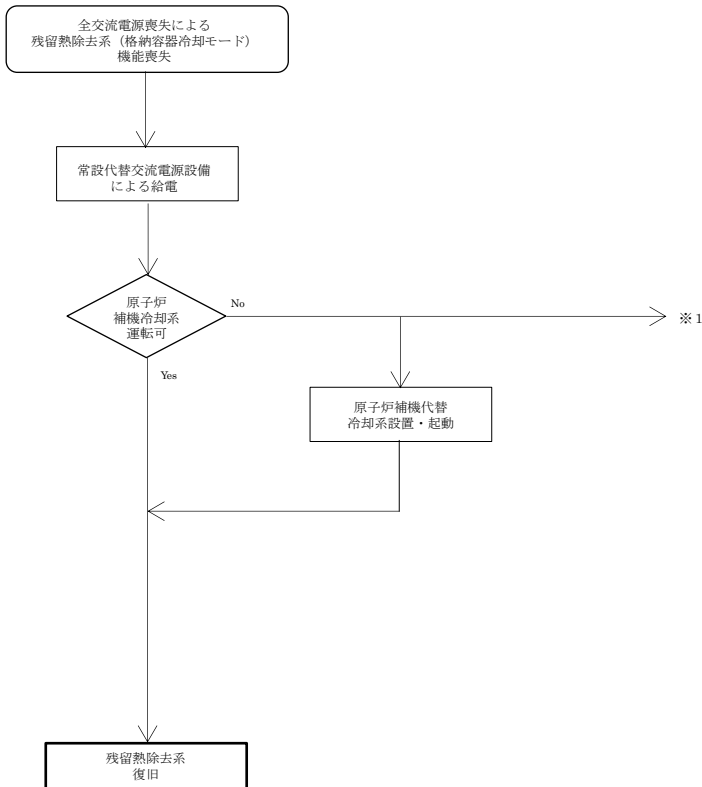 全交流電源喪失による
残留熱除去系（格納容器冷却モード）
機能喪失
常設代替交流電源設備
による給電
原子炉
補機冷却系
運転可
No
※1
Yes
原子炉補機代替
冷却系設置・起動
残留熱除去系
復旧